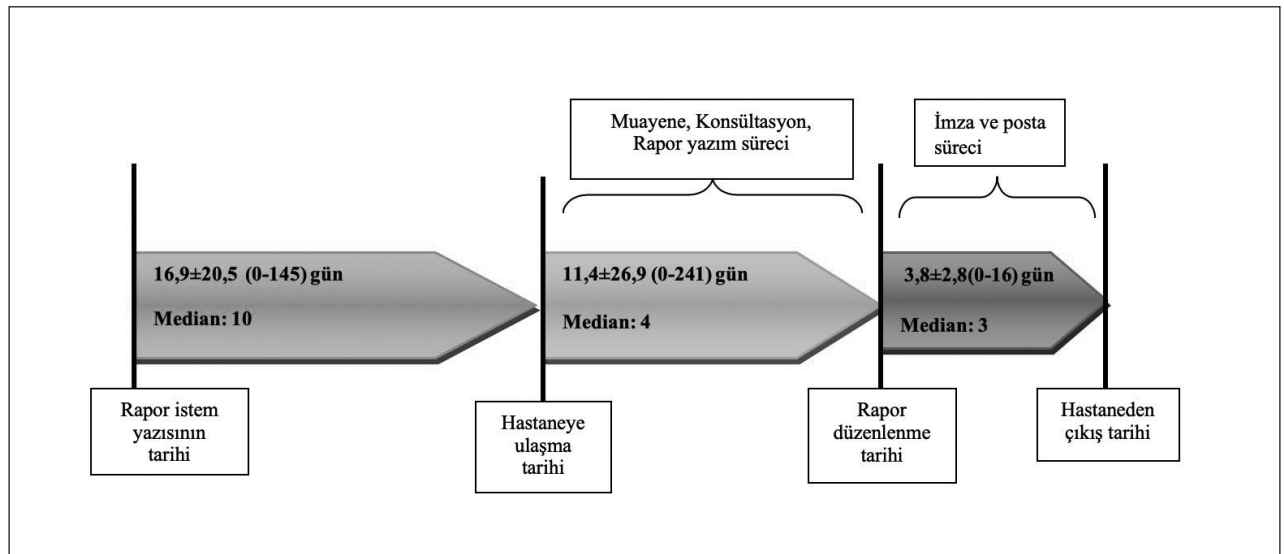 Muayene, Konsültasyon,
Rapor yazım süreci
İmza ve posta
süreci
16,9±20,5 (0-145) gün
Median: 10
11,4±26,9 (0-241) gün
Median: 4
3,8±2,8(0-16) gün
Median: 3
Rapor istem
yazısının
tarihi
Hastaneye
ulaşma
tarihi
Rapor
düzenlenme
tarihi
Hastaneden
çıkış tarihi